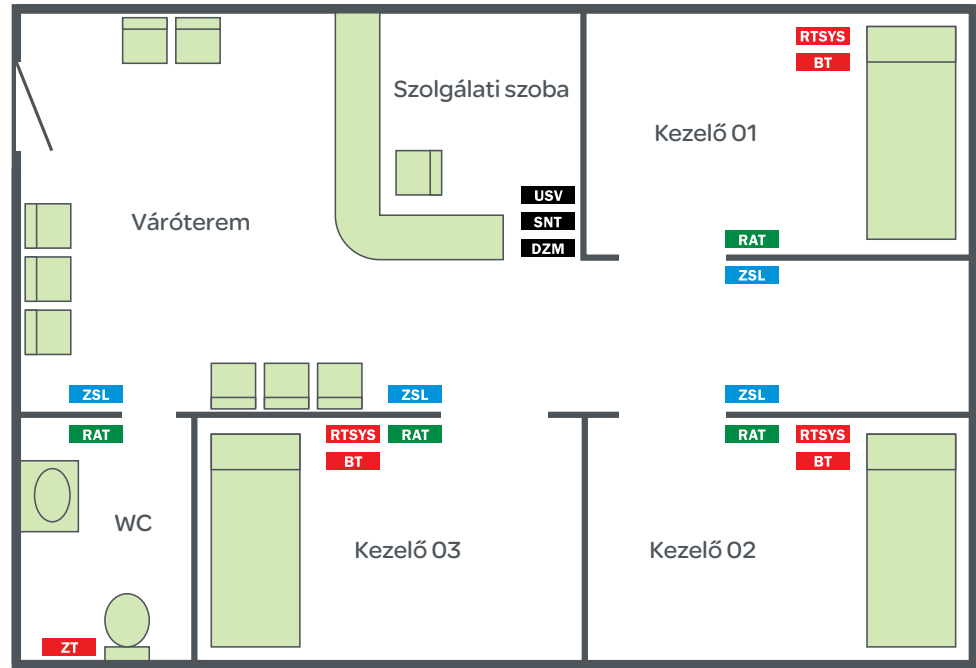 RTSYS
BT
Szolgálati szoba
Kezelő 01
USV
SNT
DZM
Váróterem
RAT
ZSL
ZSL
ZSL
ZSL
RAT
RTSYS
RAT
RAT
RTSYS
BT
BT
WC
Kezelő 03
Kezelő 02
ZT